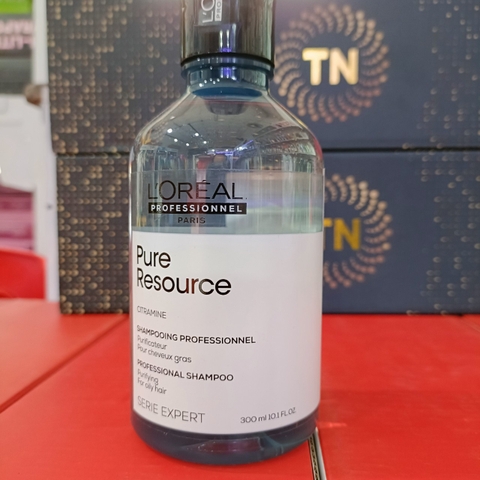 TN
TN
L'ORÉAL
PROFESSIONNEL
PARIS
Pure
Resource
CITRAMINE
SHAMPOOING PROFESSIONNEL
Purificateur
Pour cheveux gras
PROFESSIONAL SHAMPOO
Purifying
For oily hair
SERIE EXPERT
300 ml 10.1 FL.OZ.